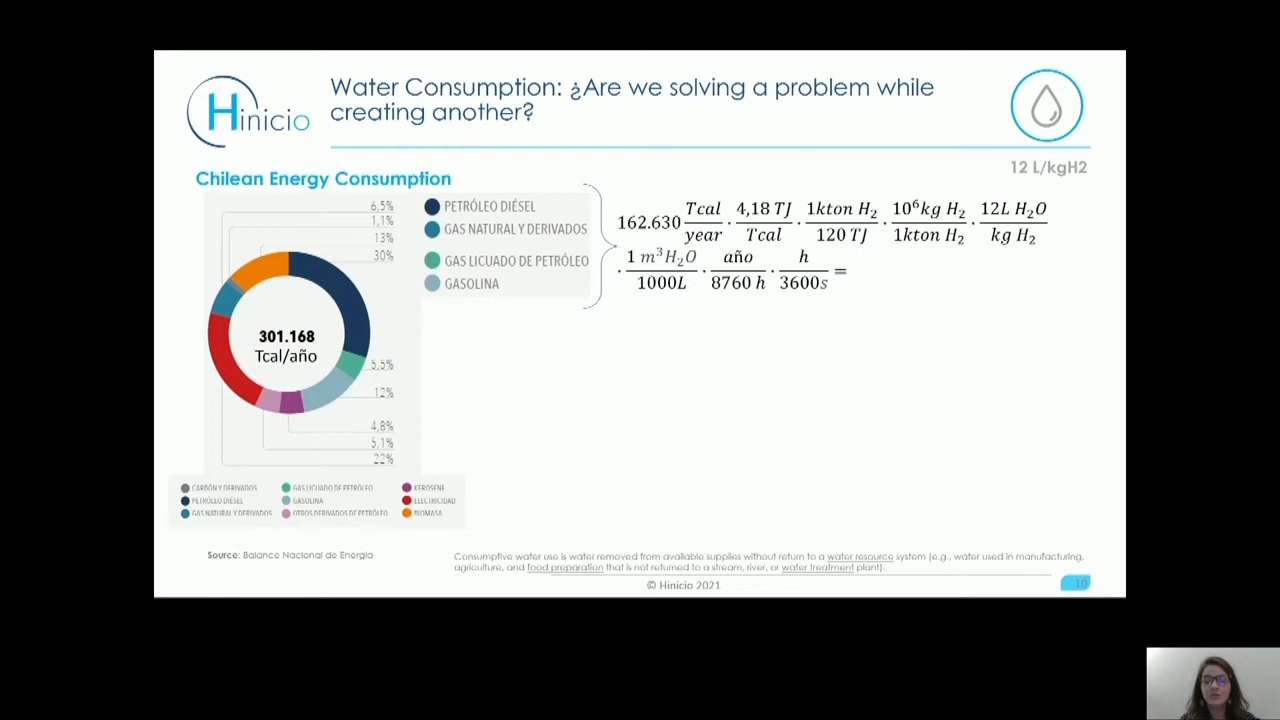 Hinicio
Water Consumption: ¿Are we solving a problem while
creating another?
12 L/kgH2
Chilean Energy Consumption
6,5%
1,1%
13%
30%
301.168
Tcal/año
5,5%
12%
4,8%
5,1%
22%
PETRÓLEO DIÉSEL
GAS NATURAL Y DERIVADOS
GAS LICUADO DE PETRÓLEO
GASOLINA
162.630 Tcal/year · 4,18 TJ/Tcal · 1kton H₂/120 TJ · 10⁶kg H₂/1kton H₂ · 12L H₂O/kg H₂
· 1 m³H₂O/1000L · año/8760 h · h/3600s =
CARBÓN Y DERIVADOS GAS LICUADO DE PETRÓLEO KEROSENE
PETRÓLEO DIÉSEL GASOLINA ELECTRICIDAD
GAS NATURAL Y DERIVADOS OTROS DERIVADOS DE PETRÓLEO BIOMASA
Source: Balance Nacional de Energía
Consumptive water use is water removed from available supplies without return to a water resource system (e.g., water used in manufacturing,
agriculture, and food preparation that is not returned to a stream, river, or water treatment plant).
© Hinicio 2021
10